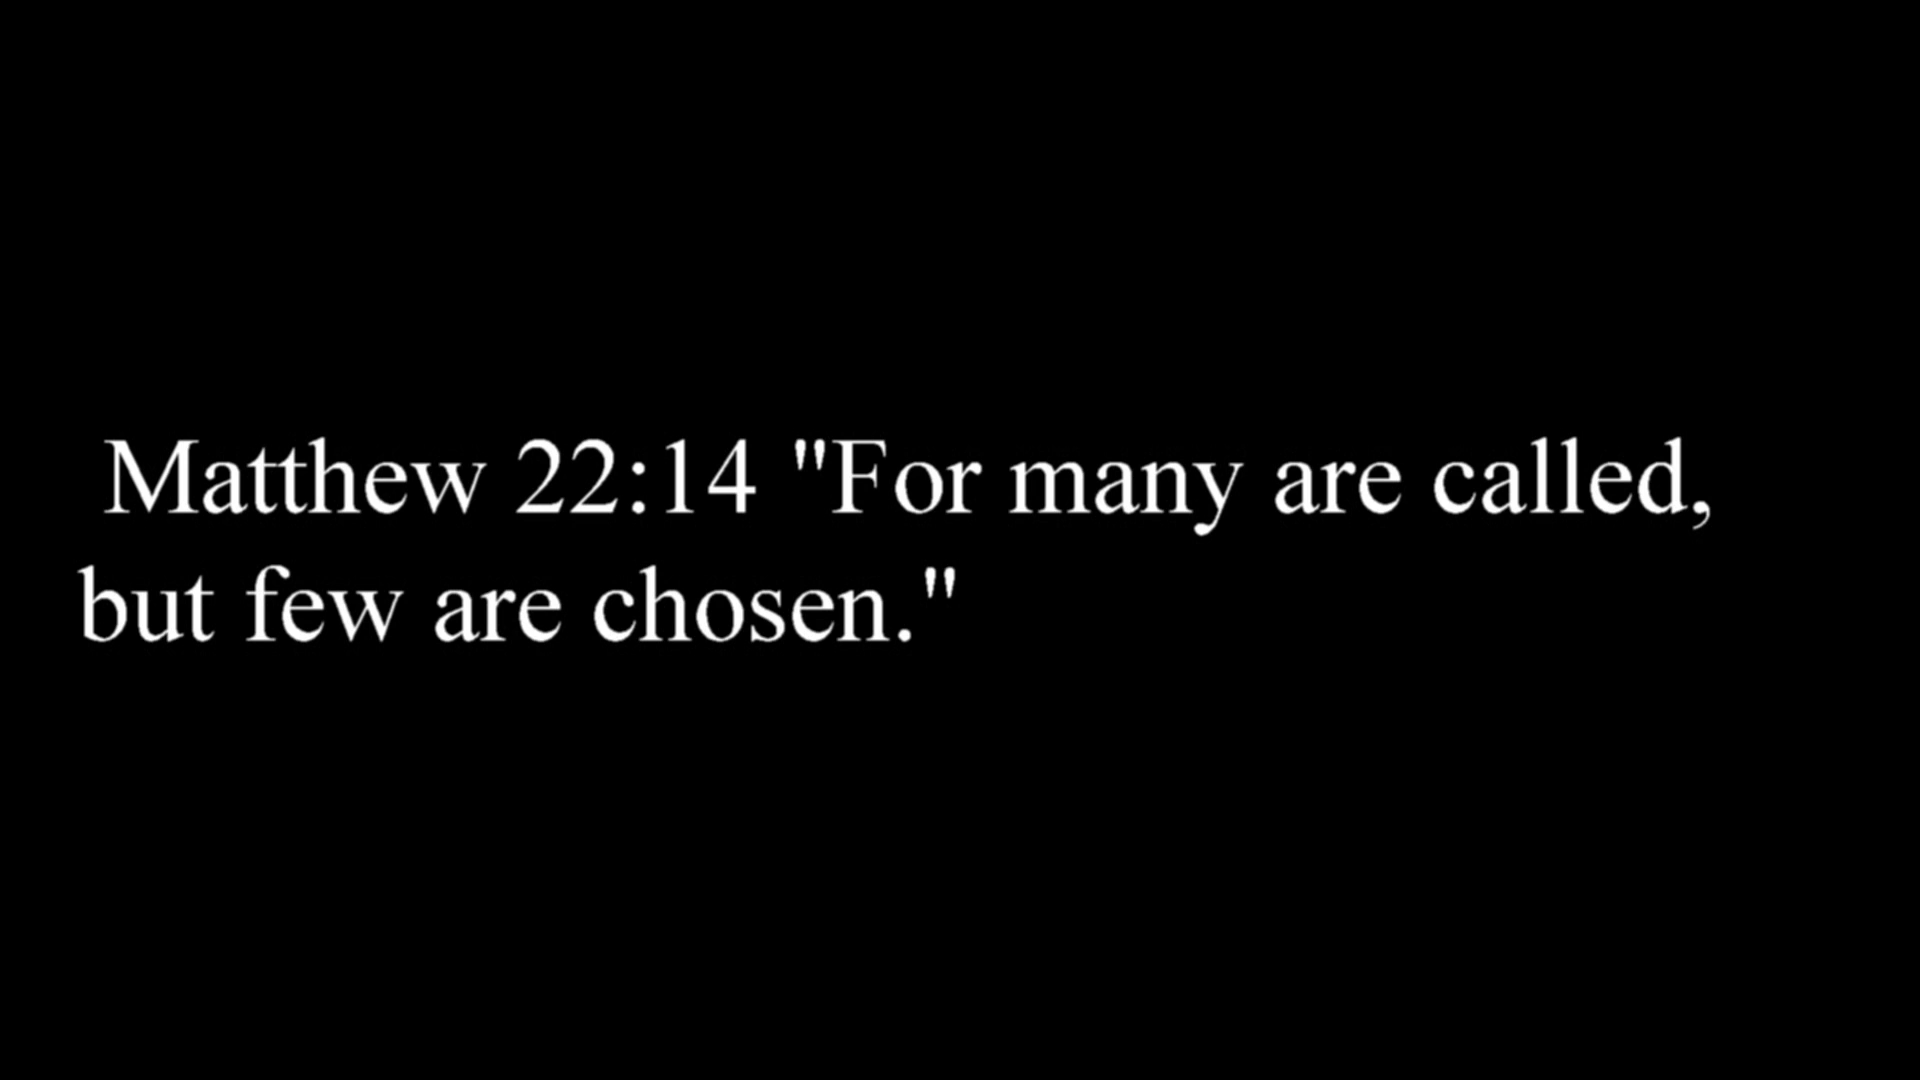 Matthew 22:14 "For many are called,
but few are chosen."